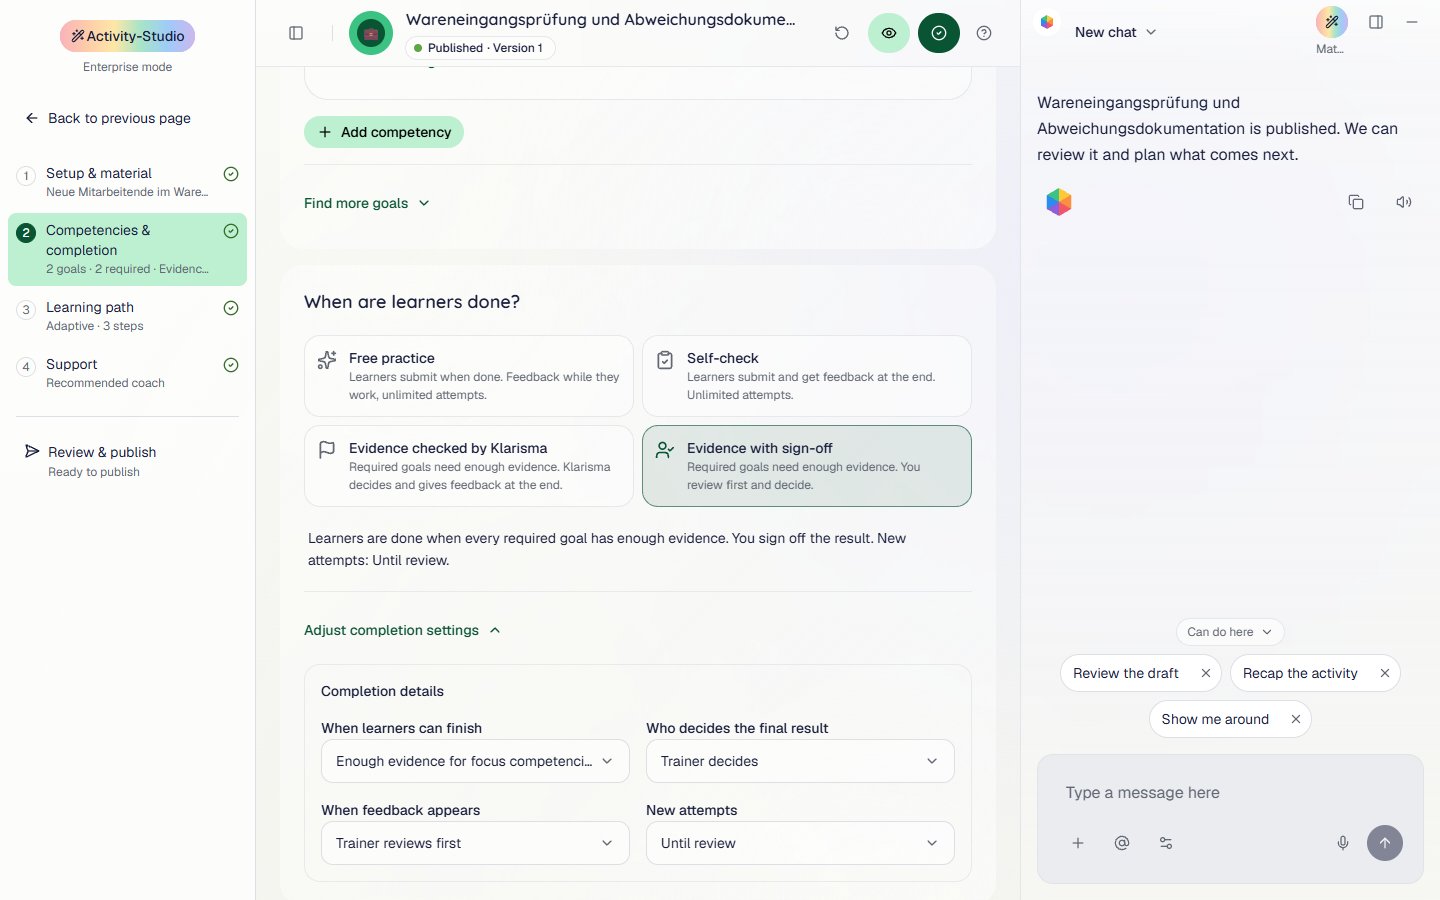 Activity-Studio
Enterprise mode
Back to previous page
1
Setup & material
Neue Mitarbeitende im Ware...
2
Competencies &
completion
2 goals · 2 required · Evidenc...
3
Learning path
Adaptive · 3 steps
4
Support
Recommended coach
Review & publish
Ready to publish
Wareneingangsprüfung und Abweichungsdokume...
Published · Version 1
Add competency
Find more goals
When are learners done?
Free practice
Learners submit when done. Feedback while they
work, unlimited attempts.
Self-check
Learners submit and get feedback at the end.
Unlimited attempts.
Evidence checked by Klarisma
Required goals need enough evidence. Klarisma
decides and gives feedback at the end.
Evidence with sign-off
Required goals need enough evidence. You
review first and decide.
Learners are done when every required goal has enough evidence. You sign off the result. New
attempts: Until review.
Adjust completion settings
Completion details
When learners can finish
Enough evidence for focus competenci...
Who decides the final result
Trainer decides
When feedback appears
Trainer reviews first
New attempts
Until review
New chat
Mat...
Wareneingangsprüfung und
Abweichungsdokumentation is published. We can
review it and plan what comes next.
Can do here
Review the draft
Recap the activity
Show me around
Type a message here